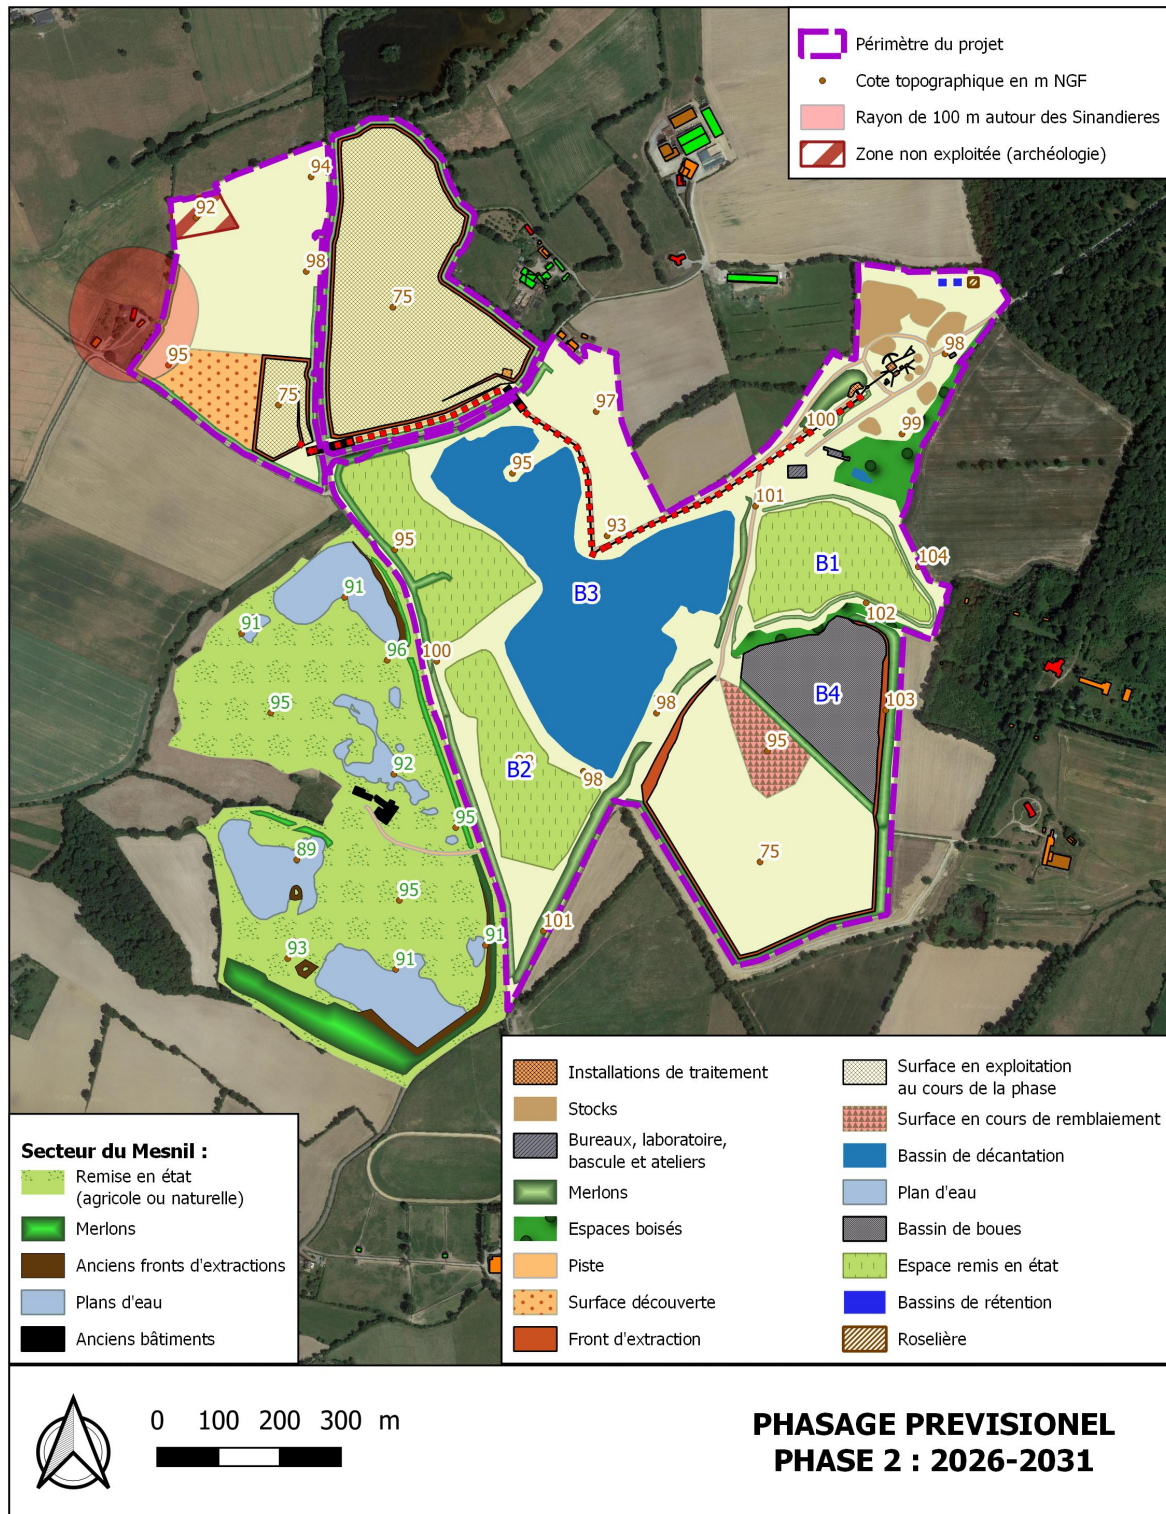 Périmètre du projet
Cote topographique en m NGF
Rayon de 100 m autour des Sinandieres
Zone non exploitée (archéologie)
94
92
98
75
95
75
97
98
99
100
95
101
93
95
104
B1
B3
102
91
91
96
100
95
B4
103
98
95
92
98
B2
95
75
89
95
101
91
93
91
Secteur du Mesnil :
Remise en état
(agricole ou naturelle)
Merlons
Anciens fronts d'extractions
Plans d'eau
Anciens bâtiments
Installations de traitement
Stocks
Bureaux, laboratoire,
bascule et ateliers
Merlons
Espaces boisés
Piste
Surface découverte
Front d'extraction
Surface en exploitation
au cours de la phase
Surface en cours de remblaiement
Bassin de décantation
Plan d'eau
Bassin de boues
Espace remis en état
Bassins de rétention
Roselière
0 100 200 300 m
PHASAGE PREVISIONEL
PHASE 2 : 2026-2031